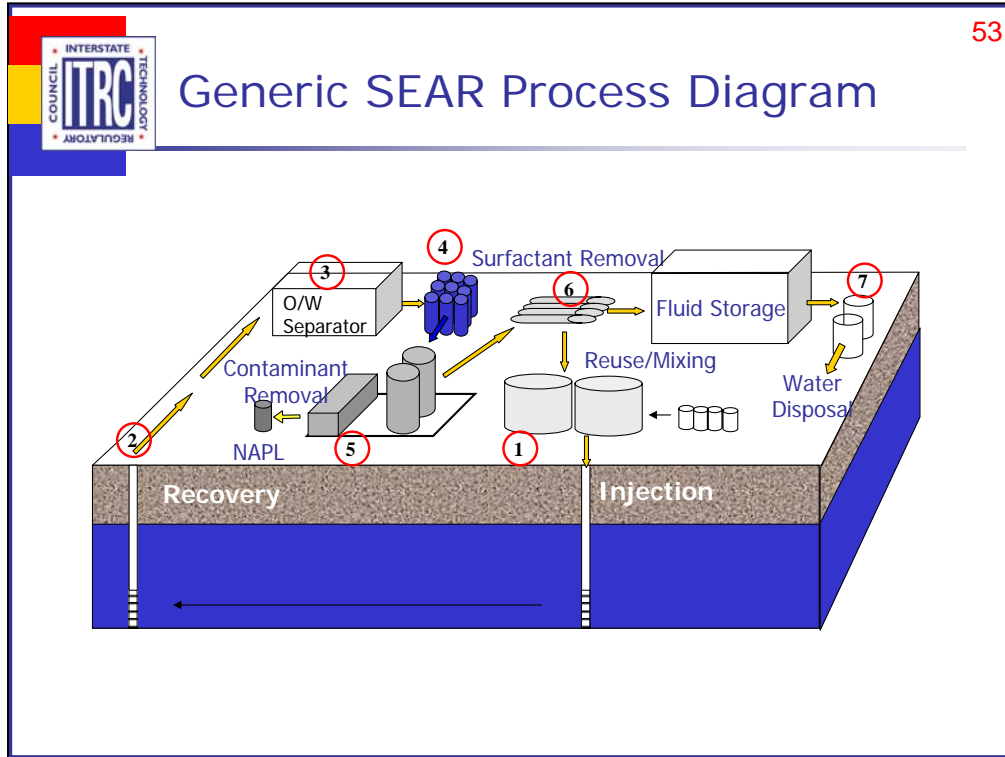 53
INTERSTATE
COUNCIL
ITRC
TECHNOLOGY
REGULATORY
Generic SEAR Process Diagram
4
Surfactant Removal
3
6
7
O/W
Separator
Fluid Storage
Contaminant
Removal
Reuse/Mixing
Water
Disposal
2
NAPL
5
1
Recovery
Injection